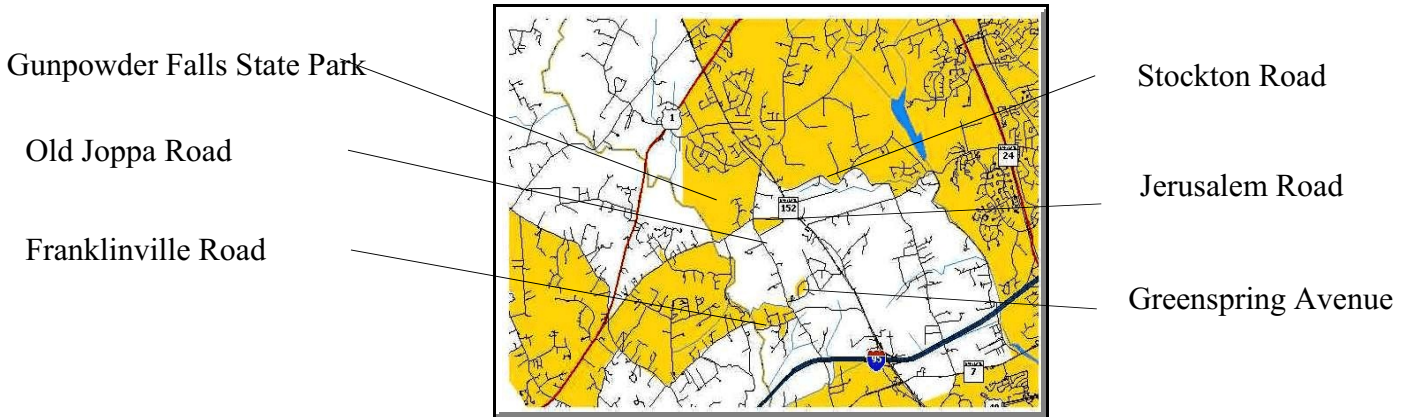 Gunpowder Falls State Park
Stockton Road
1
Old Joppa Road
24
Jerusalem Road
152
Franklinville Road
Greenspring Avenue
95
7